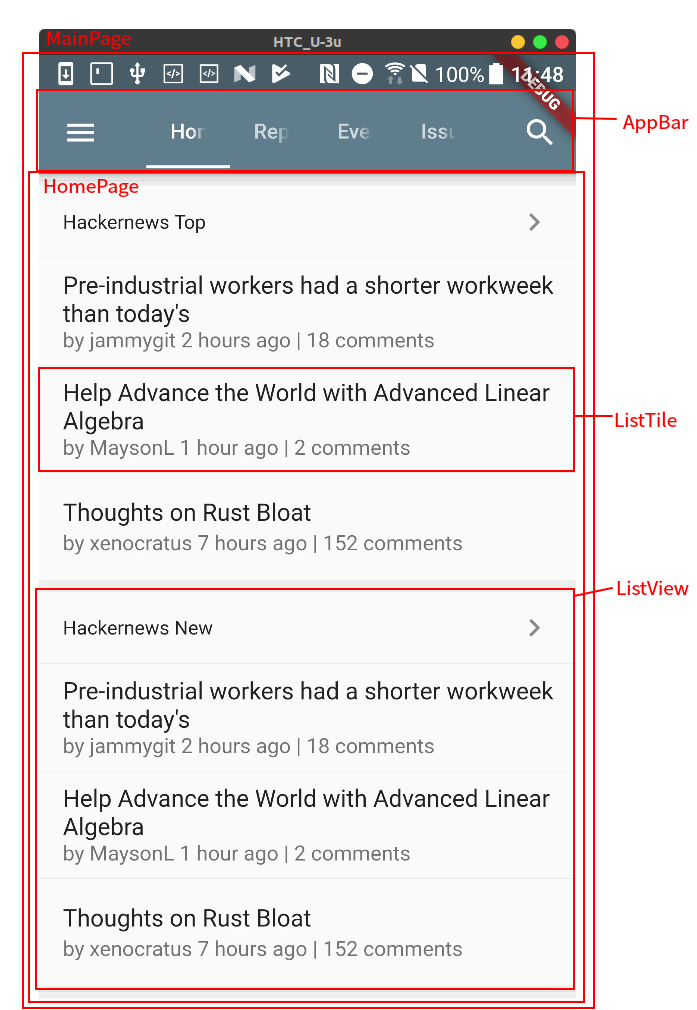 MainPage
HTC_U-3u
100% 11:48
DEBUG
Hor Rep Eve Issu
AppBar
HomePage
Hackernews Top
Pre-industrial workers had a shorter workweek
than today's
by jammygit 2 hours ago | 18 comments
Help Advance the World with Advanced Linear
Algebra
by MaysonL 1 hour ago | 2 comments
ListTile
Thoughts on Rust Bloat
by xenocratus 7 hours ago | 152 comments
ListView
Hackernews New
Pre-industrial workers had a shorter workweek
than today's
by jammygit 2 hours ago | 18 comments
Help Advance the World with Advanced Linear
Algebra
by MaysonL 1 hour ago | 2 comments
Thoughts on Rust Bloat
by xenocratus 7 hours ago | 152 comments